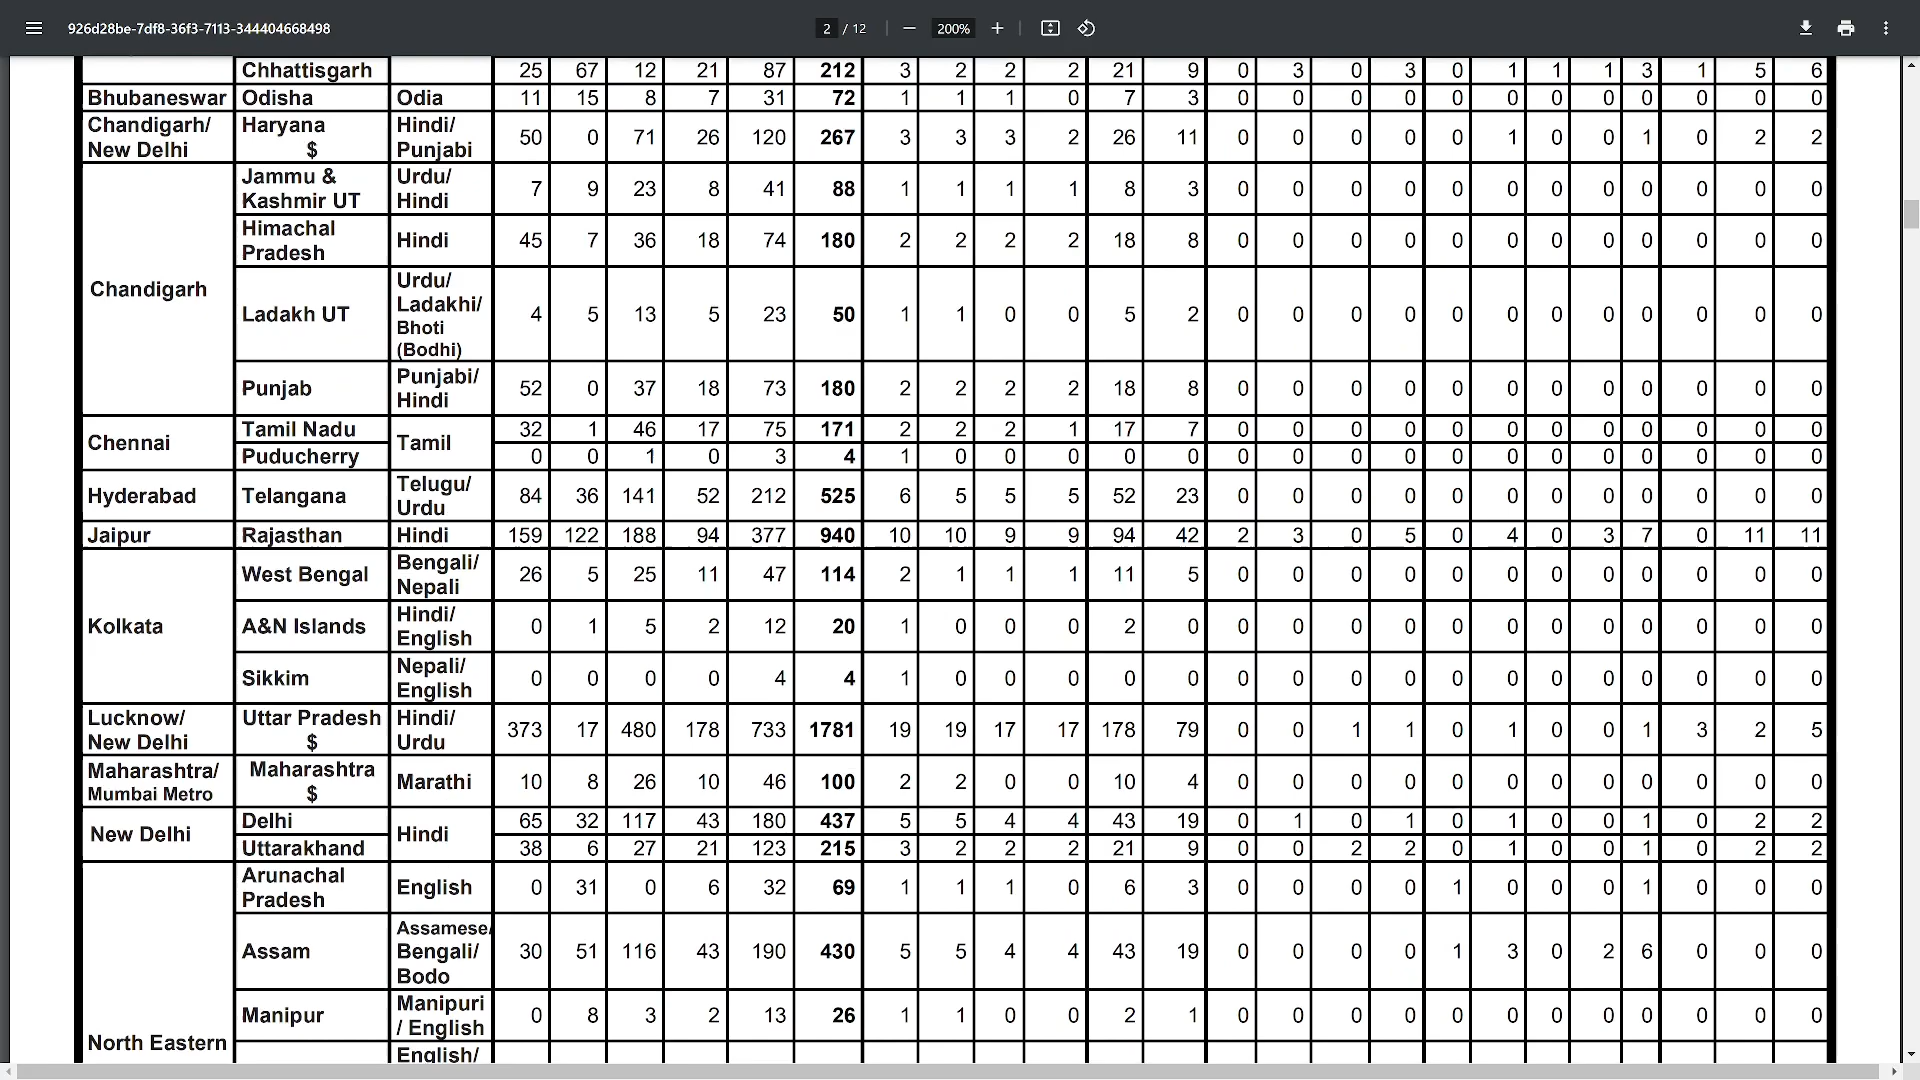 926d28be-7df8-36f3-7113-344404668498 2 / 12 200%
Chhattisgarh 25 67 12 21 87 212 3 2 2 2 21 9 0 3 0 3 0 1 1 1 3 1 5 6
Bhubaneswar Odisha Odia 11 15 8 7 31 72 1 1 1 0 7 3 0 0 0 0 0 0 0 0 0 0 0 0
Chandigarh/ Haryana Hindi/
New Delhi $ Punjabi 50 0 71 26 120 267 3 3 3 2 26 11 0 0 0 0 0 1 0 0 1 0 2 2
Chandigarh
Jammu & Urdu/
Kashmir UT Hindi 7 9 23 8 41 88 1 1 1 1 8 3 0 0 0 0 0 0 0 0 0 0 0 0
Himachal
Pradesh Hindi 45 7 36 18 74 180 2 2 2 2 18 8 0 0 0 0 0 0 0 0 0 0 0 0
Urdu/
Ladakhi/
Ladakh UT Bhoti 4 5 13 5 23 50 1 1 0 0 5 2 0 0 0 0 0 0 0 0 0 0 0 0
(Bodhi)
Punjab Punjabi/
Hindi 52 0 37 18 73 180 2 2 2 2 18 8 0 0 0 0 0 0 0 0 0 0 0 0
Chennai Tamil Nadu Tamil 32 1 46 17 75 171 2 2 2 1 17 7 0 0 0 0 0 0 0 0 0 0 0 0
Puducherry 0 0 1 0 3 4 1 0 0 0 0 0 0 0 0 0 0 0 0 0 0 0 0 0
Hyderabad Telangana Telugu/
Urdu 84 36 141 52 212 525 6 5 5 5 52 23 0 0 0 0 0 0 0 0 0 0 0 0
Jaipur Rajasthan Hindi 159 122 188 94 377 940 10 10 9 9 94 42 2 3 0 5 0 4 0 3 7 0 11 11
Kolkata
West Bengal Bengali/
Nepali 26 5 25 11 47 114 2 1 1 1 11 5 0 0 0 0 0 0 0 0 0 0 0 0
A&N Islands Hindi/
English 0 1 5 2 12 20 1 0 0 0 2 0 0 0 0 0 0 0 0 0 0 0 0 0
Sikkim Nepali/
English 0 0 0 0 4 4 1 0 0 0 0 0 0 0 0 0 0 0 0 0 0 0 0 0
Lucknow/ Uttar Pradesh Hindi/
New Delhi $ Urdu 373 17 480 178 733 1781 19 19 17 17 178 79 0 0 1 1 0 1 0 0 1 3 2 5
Maharashtra/ Maharashtra
Mumbai Metro $ Marathi 10 8 26 10 46 100 2 2 0 0 10 4 0 0 0 0 0 0 0 0 0 0 0 0
New Delhi Delhi Hindi 65 32 117 43 180 437 5 5 4 4 43 19 0 1 0 1 0 1 0 0 1 0 2 2
Uttarakhand 38 6 27 21 123 215 3 2 2 2 21 9 0 0 2 2 0 1 0 0 1 0 2 2
Arunachal
Pradesh English 0 31 0 6 32 69 1 1 1 0 6 3 0 0 0 0 1 0 0 0 1 0 0 0
Assamese/
Assam Bengali/ 30 51 116 43 190 430 5 5 4 4 43 19 0 0 0 0 1 3 0 2 6 0 0 0
Bodo
Manipur Manipuri
/ English 0 8 3 2 13 26 1 1 0 0 2 1 0 0 0 0 0 0 0 0 0 0 0 0
North Eastern
English/